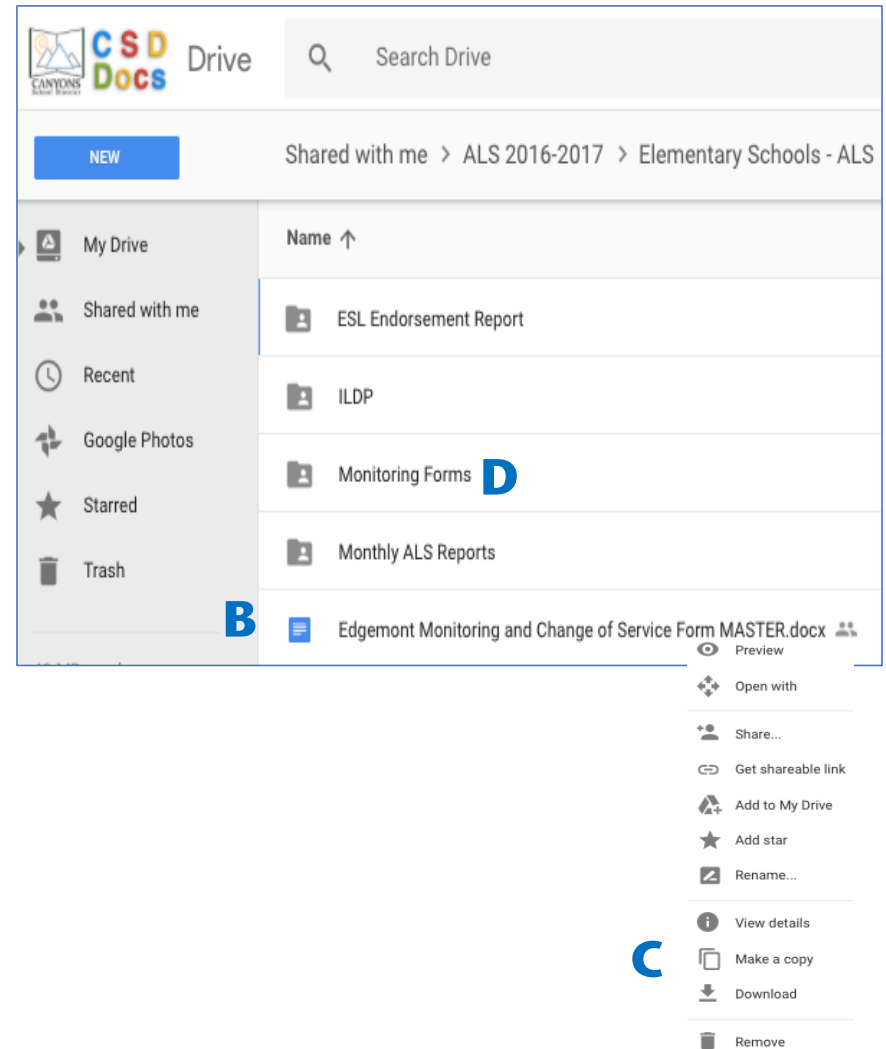 CSD
Docs
CANYONS
School District
Drive
Search Drive
NEW
Shared with me > ALS 2016-2017 > Elementary Schools - ALS
My Drive
Name ↑
Shared with me
ESL Endorsement Report
Recent
ILDP
Google Photos
Monitoring Forms D
Starred
Monthly ALS Reports
Trash
B
Edgemont Monitoring and Change of Service Form MASTER.docx
Preview
Open with
Share...
Get shareable link
Add to My Drive
Add star
Rename...
View details
C Make a copy
Download
Remove